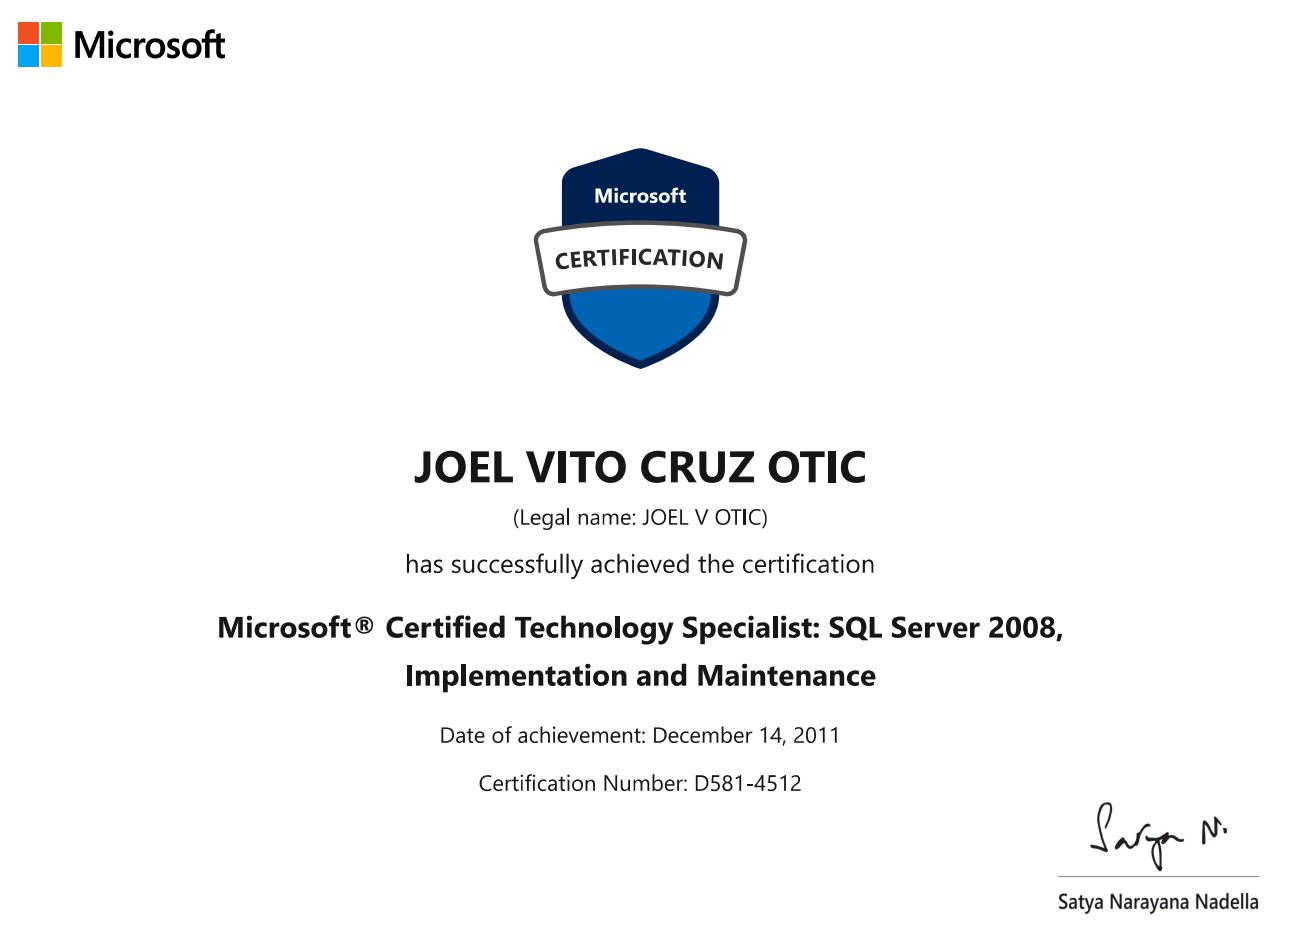 Microsoft
Microsoft
CERTIFICATION
JOEL VITO CRUZ OTIC
(Legal name: JOEL V OTIC)
has successfully achieved the certification
Microsoft® Certified Technology Specialist: SQL Server 2008,
Implementation and Maintenance
Date of achievement: December 14, 2011
Certification Number: D581-4512
Satya N.
Satya Narayana Nadella